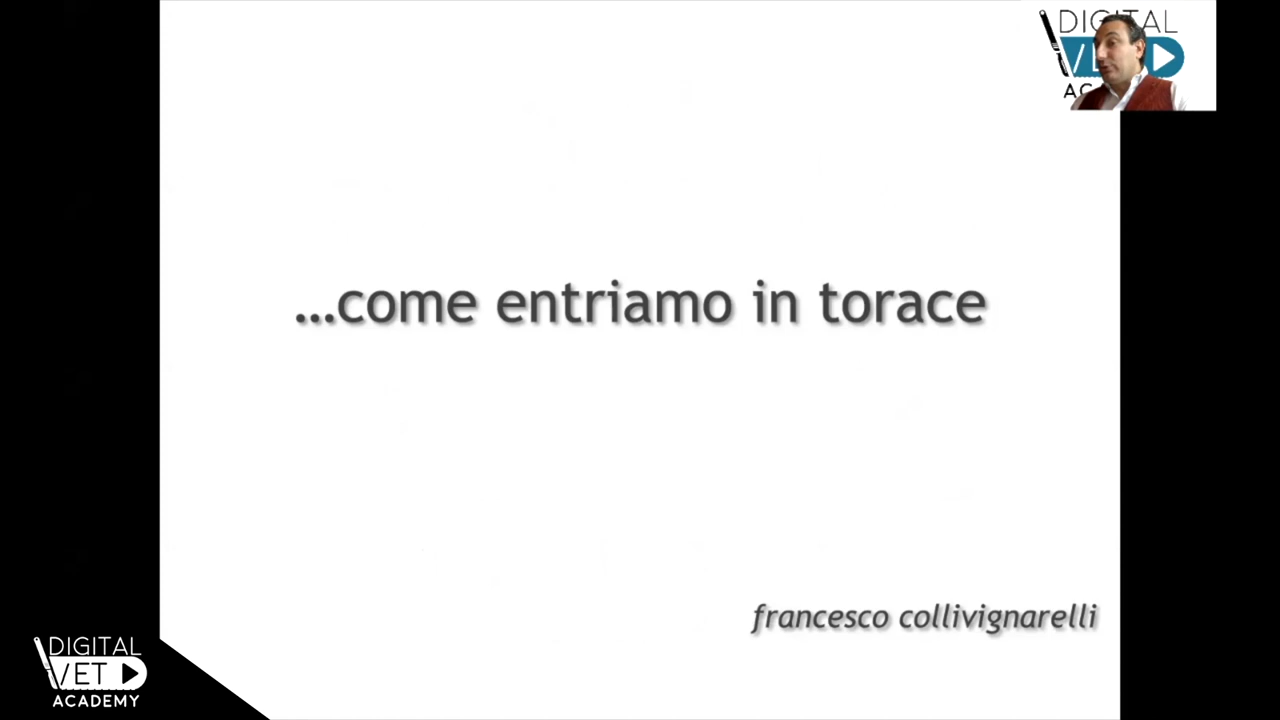 DIGITAL
VET
ACADEMY
...come entriamo in torace
francesco collivignarelli
DIGITAL
VET
ACADEMY